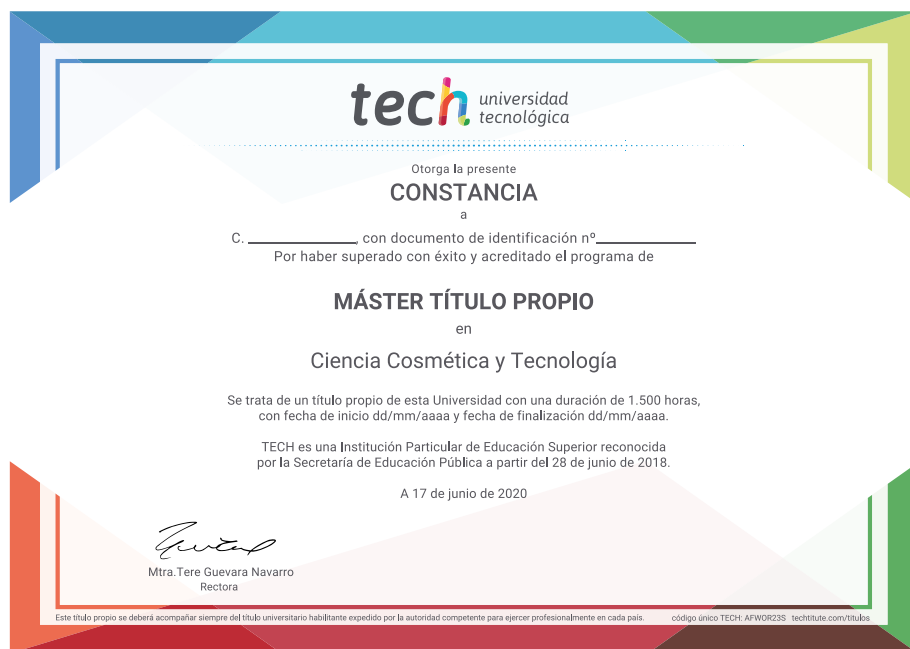 tech universidad
tecnológica
Otorga la presente
CONSTANCIA
a
C. ____________, con documento de identificación nº____________
Por haber superado con éxito y acreditado el programa de
MÁSTER TÍTULO PROPIO
en
Ciencia Cosmética y Tecnología
Se trata de un título propio de esta Universidad con una duración de 1.500 horas,
con fecha de inicio dd/mm/aaaa y fecha de finalización dd/mm/aaaa.
TECH es una Institución Particular de Educación Superior reconocida
por la Secretaría de Educación Pública a partir del 28 de junio de 2018.
A 17 de junio de 2020
Mtra.Tere Guevara Navarro
Rectora
Este título propio se deberá acompañar siempre del título universitario habilitante expedido por la autoridad competente para ejercer profesionalmente en cada país. código único TECH: AFWOR23S techtitute.com/titulos